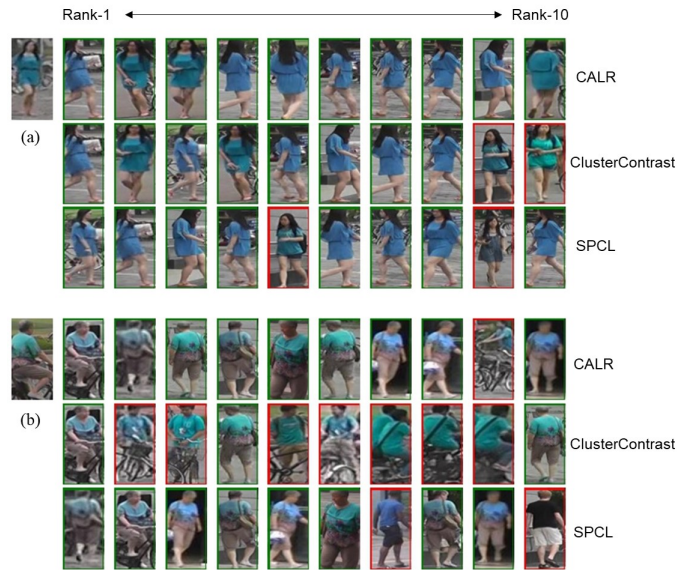 Rank-1
Rank-10
CALR
(a)
ClusterContrast
SPCL
CALR
(b)
ClusterContrast
SPCL